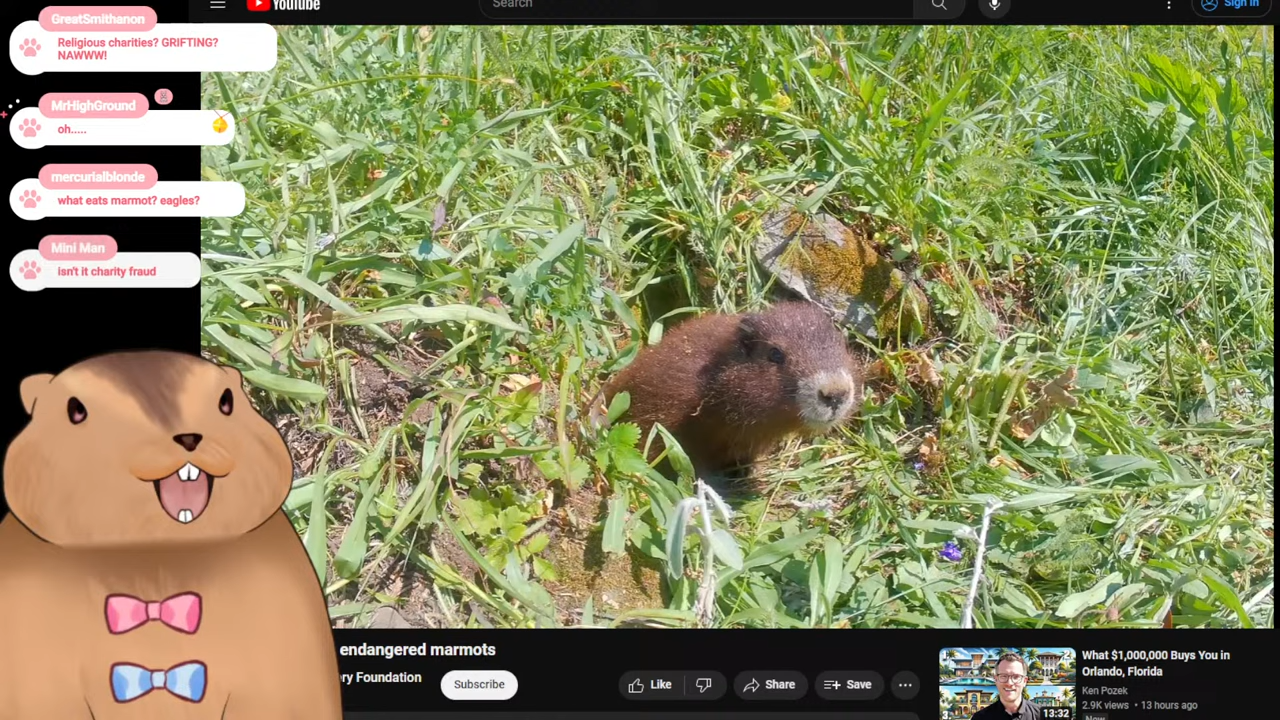 YouTube
Search
Sign in
GreatSmithanon
Religious charities? GRIFTING?
NAWWW!
MrHighGround
oh.....
mercurialblonde
what eats marmot? eagles?
Mini Man
isn't it charity fraud
endangered marmots
ry Foundation
Subscribe
Like
Share
Save
What $1,000,000 Buys You in
Orlando, Florida
Ken Pozek
2.9K views • 13 hours ago
Now
13:32